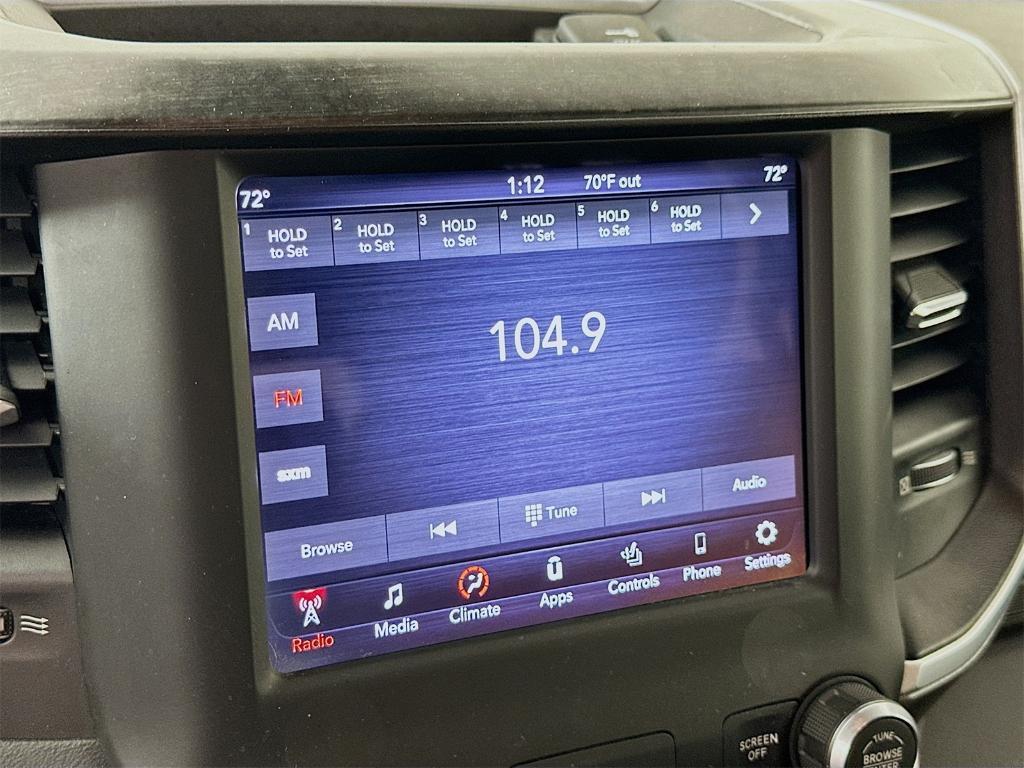 72° 1:12 70°F out 72°
1 HOLD to Set 2 HOLD to Set 3 HOLD to Set 4 HOLD to Set 5 HOLD to Set 6 HOLD to Set
AM
104.9
FM
sxm
Browse Tune Audio
Radio Media Climate Apps Controls Phone Settings
SCREEN
OFF
TUNE
BROWSE
ENTER